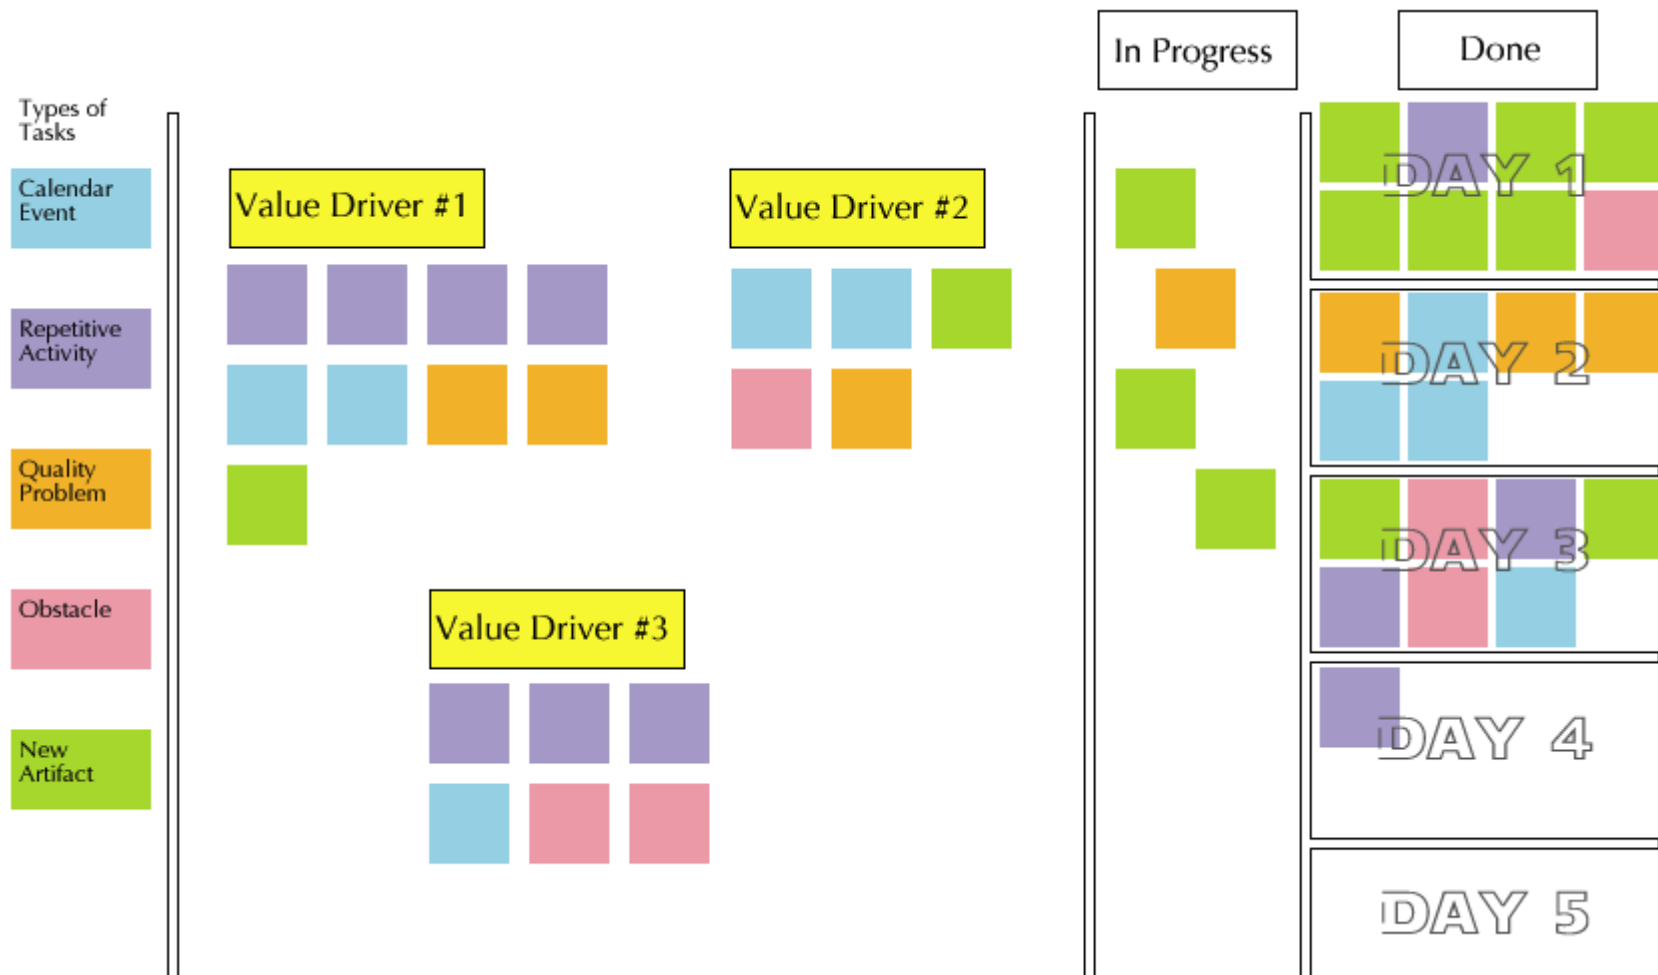 In Progress
Done
Types of
Tasks
Calendar
Event
Repetitive
Activity
Quality
Problem
Obstacle
New
Artifact
Value Driver #1
Value Driver #2
Value Driver #3
DAY 1
DAY 2
DAY 3
DAY 4
DAY 5